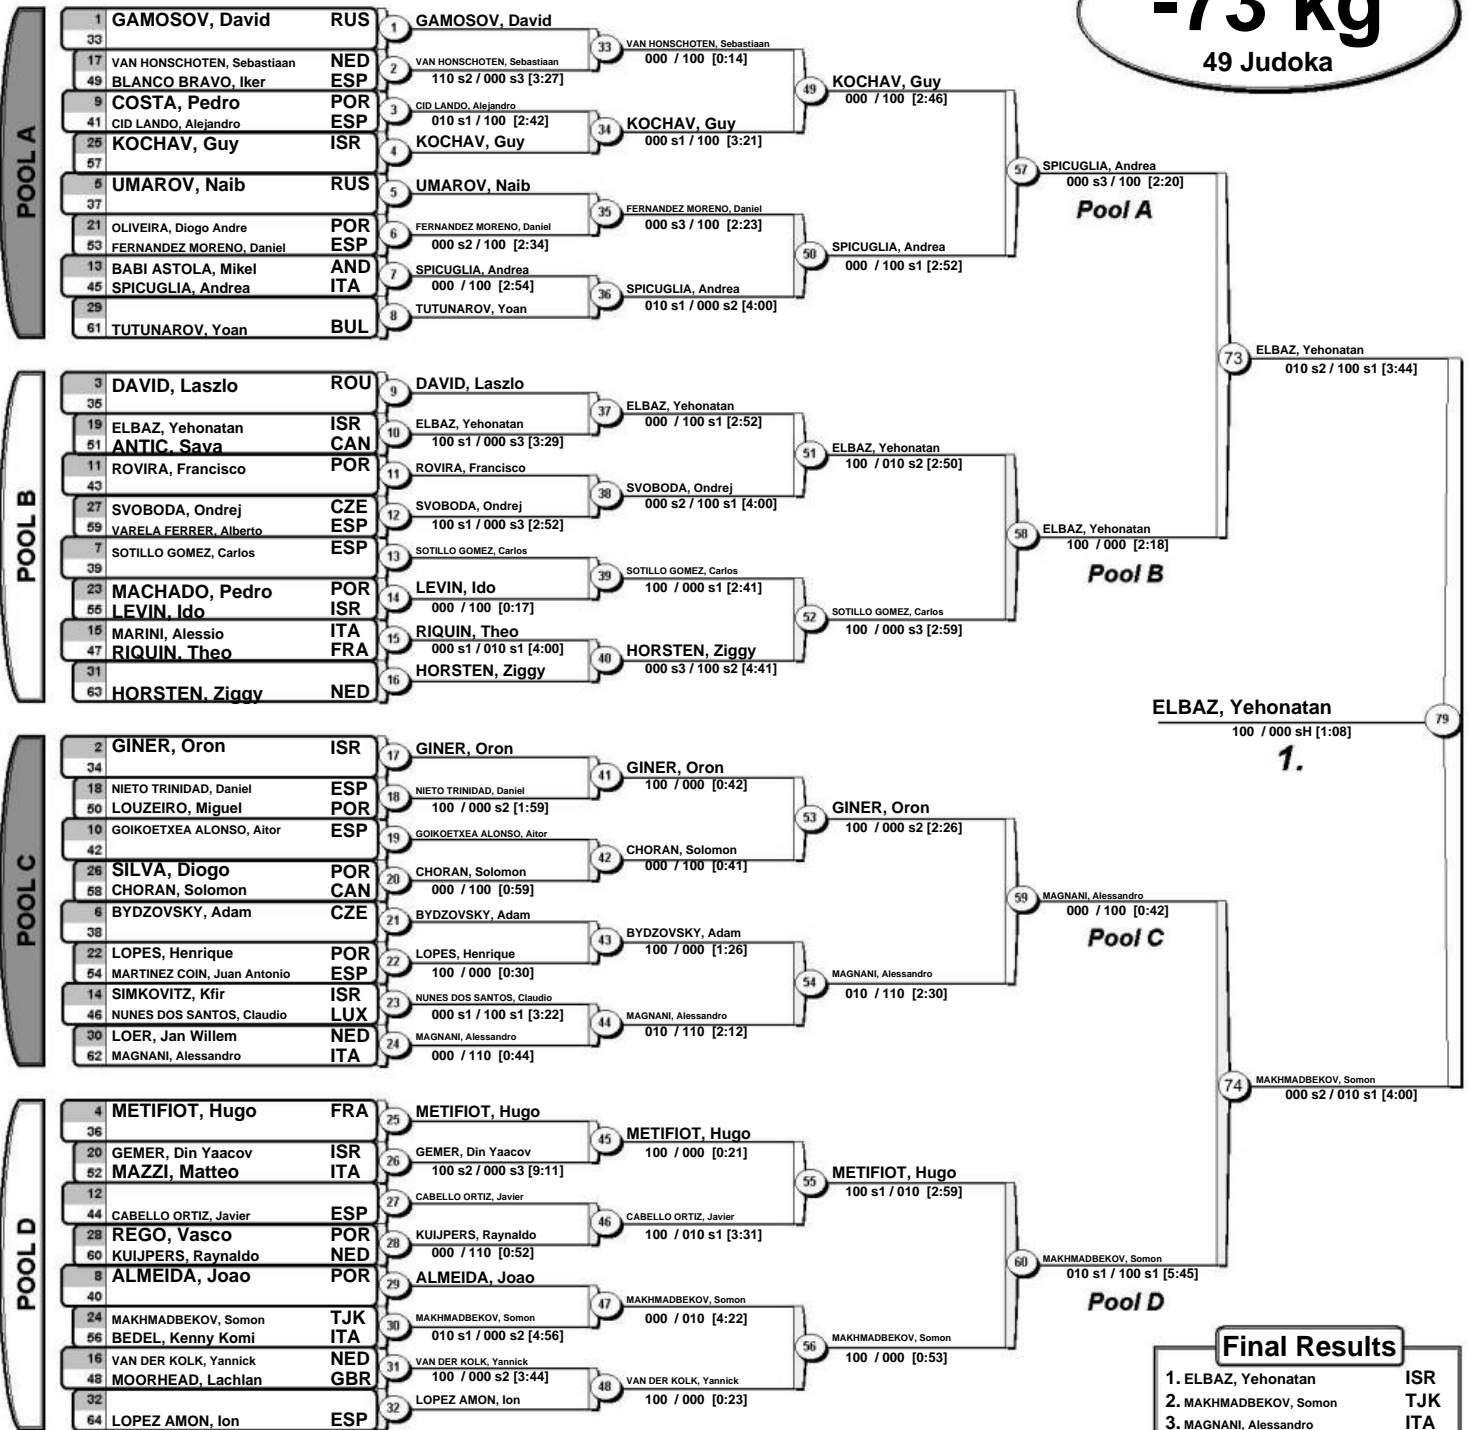 -73 kg
49 Judoka
POOL A
1 GAMOSOV, David RUS
33
17 VAN HONSCHOTEN, Sebastiaan NED
49 BLANCO BRAVO, Iker ESP
9 COSTA, Pedro POR
41 CID LANDO, Alejandro ESP
25 KOCHAV, Guy ISR
57
5 UMAROV, Naib RUS
37
21 OLIVEIRA, Diogo Andre POR
53 FERNANDEZ MORENO, Daniel ESP
13 BABI ASTOLA, Mikel AND
45 SPICUGLIA, Andrea ITA
29
61 TUTUNAROV, Yoan BUL
1 GAMOSOV, David
2 VAN HONSCHOTEN, Sebastiaan
110 s2 / 000 s3 [3:27]
3 CID LANDO, Alejandro
010 s1 / 100 [2:42]
4 KOCHAV, Guy
5 UMAROV, Naib
6 FERNANDEZ MORENO, Daniel
000 s2 / 100 [2:34]
7 SPICUGLIA, Andrea
000 / 100 [2:54]
8 TUTUNAROV, Yoan
33 VAN HONSCHOTEN, Sebastiaan
000 / 100 [0:14]
34 KOCHAV, Guy
000 s1 / 100 [3:21]
35 FERNANDEZ MORENO, Daniel
000 s3 / 100 [2:23]
36 SPICUGLIA, Andrea
010 s1 / 000 s2 [4:00]
49 KOCHAV, Guy
000 / 100 [2:46]
50 SPICUGLIA, Andrea
000 / 100 s1 [2:52]
57 SPICUGLIA, Andrea
000 s3 / 100 [2:20]
Pool A
POOL B
3 DAVID, Laszlo ROU
35
19 ELBAZ, Yehonatan ISR
51 ANTIC, Sava CAN
11 ROVIRA, Francisco POR
43
27 SVOBODA, Ondrej CZE
59 VARELA FERRER, Alberto ESP
7 SOTILLO GOMEZ, Carlos ESP
39
23 MACHADO, Pedro POR
55 LEVIN, Ido ISR
15 MARINI, Alessio ITA
47 RIQUIN, Theo FRA
31
63 HORSTEN, Ziggy NED
9 DAVID, Laszlo
10 ELBAZ, Yehonatan
100 s1 / 000 s3 [3:29]
11 ROVIRA, Francisco
12 SVOBODA, Ondrej
100 s1 / 000 s3 [2:52]
13 SOTILLO GOMEZ, Carlos
14 LEVIN, Ido
000 / 100 [0:17]
15 RIQUIN, Theo
000 s1 / 010 s1 [4:00]
16 HORSTEN, Ziggy
37 ELBAZ, Yehonatan
000 / 100 s1 [2:52]
38 SVOBODA, Ondrej
000 s2 / 100 s1 [4:00]
39 SOTILLO GOMEZ, Carlos
100 / 000 s1 [2:41]
40 HORSTEN, Ziggy
000 s3 / 100 s2 [4:41]
51 ELBAZ, Yehonatan
100 / 010 s2 [2:50]
52 SOTILLO GOMEZ, Carlos
100 / 000 s3 [2:59]
58 ELBAZ, Yehonatan
100 / 000 [2:18]
Pool B
73 ELBAZ, Yehonatan
010 s2 / 100 s1 [3:44]
ELBAZ, Yehonatan 79
100 / 000 sH [1:08]
1.
POOL C
2 GINER, Oron ISR
34
18 NIETO TRINIDAD, Daniel ESP
50 LOUZEIRO, Miguel POR
10 GOIKOETXEA ALONSO, Aitor ESP
42
26 SILVA, Diogo POR
58 CHORAN, Solomon CAN
6 BYDZOVSKY, Adam CZE
38
22 LOPES, Henrique POR
54 MARTINEZ COIN, Juan Antonio ESP
14 SIMKOVITZ, Kfir ISR
46 NUNES DOS SANTOS, Claudio LUX
30 LOER, Jan Willem NED
62 MAGNANI, Alessandro ITA
17 GINER, Oron
18 NIETO TRINIDAD, Daniel
100 / 000 s2 [1:59]
19 GOIKOETXEA ALONSO, Aitor
20 CHORAN, Solomon
000 / 100 [0:59]
21 BYDZOVSKY, Adam
22 LOPES, Henrique
100 / 000 [0:30]
23 NUNES DOS SANTOS, Claudio
000 s1 / 100 s1 [3:22]
24 MAGNANI, Alessandro
000 / 110 [0:44]
41 GINER, Oron
100 / 000 [0:42]
42 CHORAN, Solomon
000 / 100 [0:41]
43 BYDZOVSKY, Adam
100 / 000 [1:26]
44 MAGNANI, Alessandro
010 / 110 [2:12]
53 GINER, Oron
100 / 000 s2 [2:26]
54 MAGNANI, Alessandro
010 / 110 [2:30]
59 MAGNANI, Alessandro
000 / 100 [0:42]
Pool C
POOL D
4 METIFIOT, Hugo FRA
36
20 GEMER, Din Yaacov ISR
52 MAZZI, Matteo ITA
12
44 CABELLO ORTIZ, Javier ESP
28 REGO, Vasco POR
60 KUIJPERS, Raynaldo NED
8 ALMEIDA, Joao POR
40
24 MAKHMADBEKOV, Somon TJK
56 BEDEL, Kenny Komi ITA
16 VAN DER KOLK, Yannick NED
48 MOORHEAD, Lachlan GBR
32
64 LOPEZ AMON, Ion ESP
25 METIFIOT, Hugo
26 GEMER, Din Yaacov
100 s2 / 000 s3 [9:11]
27 CABELLO ORTIZ, Javier
28 KUIJPERS, Raynaldo
000 / 110 [0:52]
29 ALMEIDA, Joao
30 MAKHMADBEKOV, Somon
010 s1 / 000 s2 [4:56]
31 VAN DER KOLK, Yannick
100 / 000 s2 [3:44]
32 LOPEZ AMON, Ion
45 METIFIOT, Hugo
100 / 000 [0:21]
46 CABELLO ORTIZ, Javier
100 / 010 s1 [3:31]
47 MAKHMADBEKOV, Somon
000 / 010 [4:22]
48 VAN DER KOLK, Yannick
100 / 000 [0:23]
55 METIFIOT, Hugo
100 s1 / 010 [2:59]
56 MAKHMADBEKOV, Somon
100 / 000 [0:53]
60 MAKHMADBEKOV, Somon
010 s1 / 100 s1 [5:45]
Pool D
74 MAKHMADBEKOV, Somon
000 s2 / 010 s1 [4:00]
Final Results
1. ELBAZ, Yehonatan ISR
2. MAKHMADBEKOV, Somon TJK
3. MAGNANI, Alessandro ITA